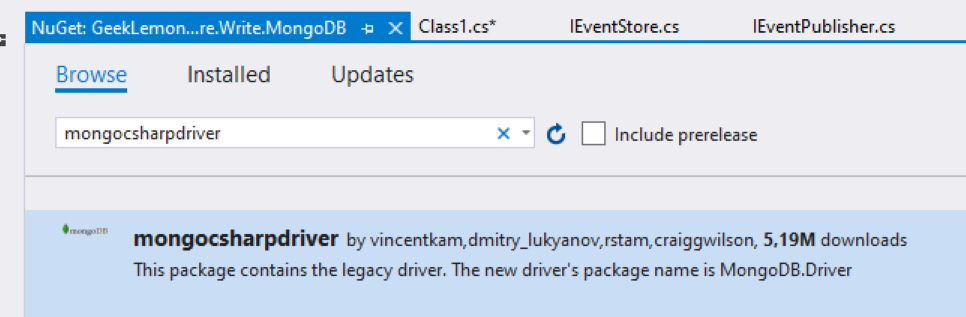 NuGet: GeekLemon...re.Write.MongoDB Class1.cs* IEventStore.cs IEventPublisher.cs
Browse Installed Updates
mongocsharpdriver Include prerelease
mongoDB
mongocsharpdriver by vincentkam,dmitry_lukyanov,rstam,craiggwilson, 5,19M downloads
This package contains the legacy driver. The new driver's package name is MongoDB.Driver